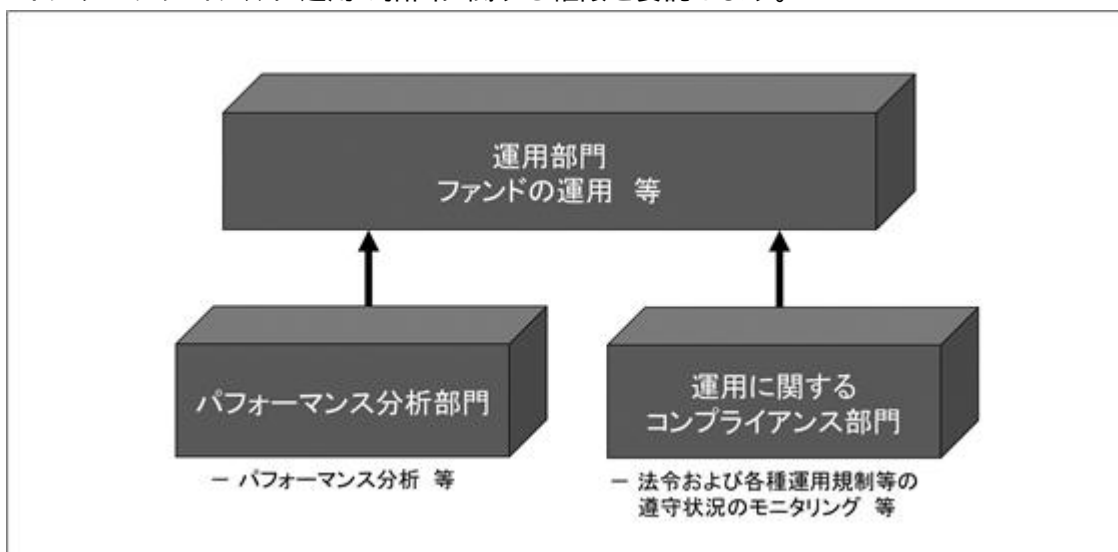 運用部門
ファンドの運用 等
パフォーマンス分析部門
− パフォーマンス分析 等
運用に関する
コンプライアンス部門
− 法令および各種運用規制等の
遵守状況のモニタリング 等